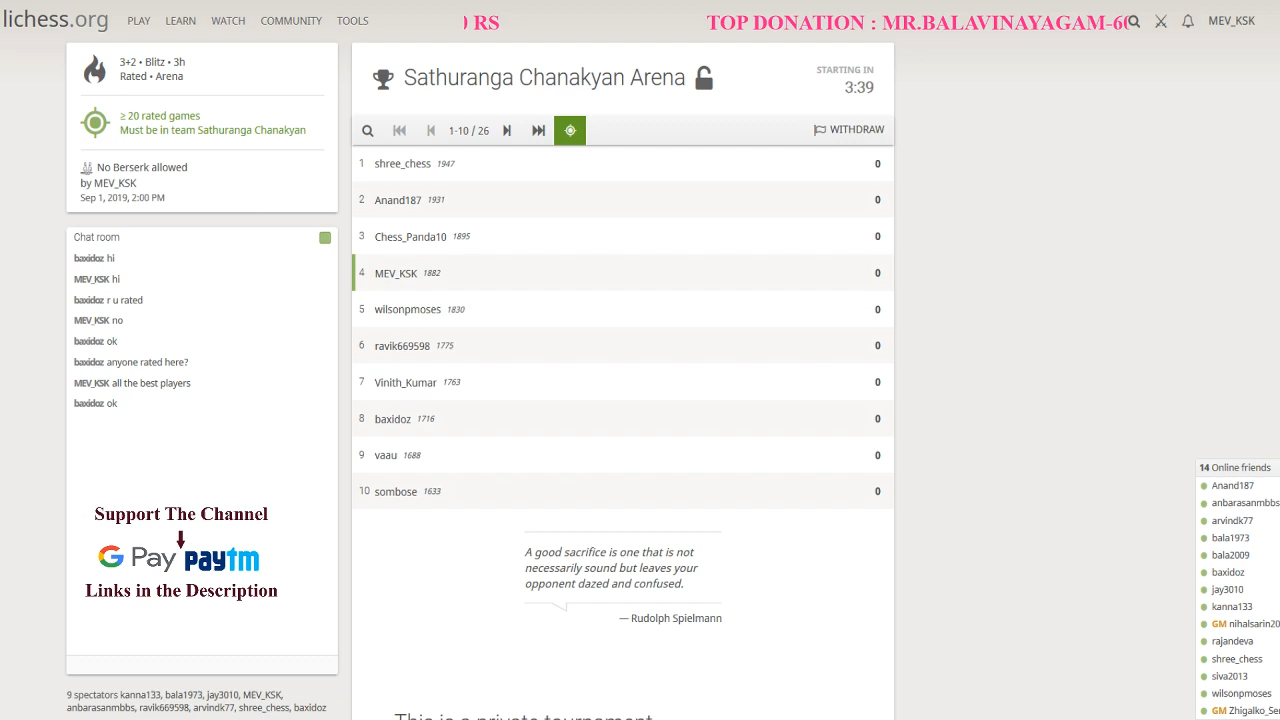 lichess.org PLAY LEARN WATCH COMMUNITY TOOLS RS TOP DONATION : MR.BALAVINAYAGAM- MEV_KSK
3+2 • Blitz • 3h
Rated • Arena
≥ 20 rated games
Must be in team Sathuranga Chanakyan
No Berserk allowed
by MEV_KSK
Sep 1, 2019, 2:00 PM
Chat room
baxidoz hi
MEV_KSK hi
baxidoz r u rated
MEV_KSK no
baxidoz ok
baxidoz anyone rated here?
MEV_KSK all the best players
baxidoz ok
Support The Channel
G Pay paytm
Links in the Description
9 spectators kanna133, bala1973, jay3010, MEV_KSK,
anbarasanmbbs, ravik669598, arvindk77, shree_chess, baxidoz
Sathuranga Chanakyan Arena
STARTING IN
3:39
1-10 / 26 WITHDRAW
1 shree_chess 1947 0
2 Anand187 1931 0
3 Chess_Panda10 1895 0
4 MEV_KSK 1882 0
5 wilsonpmoses 1830 0
6 ravik669598 1775 0
7 Vinith_Kumar 1763 0
8 baxidoz 1716 0
9 vaau 1688 0
10 sombose 1633 0
A good sacrifice is one that is not
necessarily sound but leaves your
opponent dazed and confused.
— Rudolph Spielmann
This is a private tournament
14 Online friends
Anand187
anbarasanmbbs
arvindk77
bala1973
bala2009
baxidoz
jay3010
kanna133
GM nihalsarin20
rajandeva
shree_chess
siva2013
wilsonpmoses
GM Zhigalko_Se